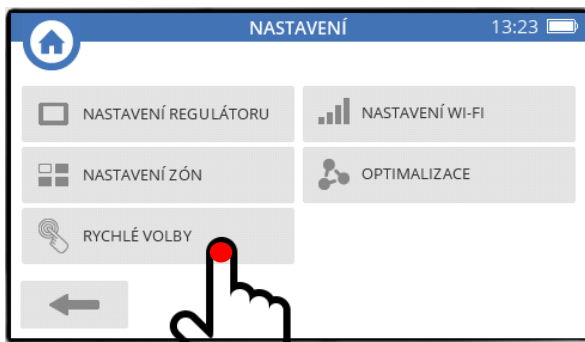 NASTAVENÍ 13:23
NASTAVENÍ REGULÁTORU
NASTAVENÍ WI-FI
NASTAVENÍ ZÓN
OPTIMALIZACE
RYCHLÉ VOLBY